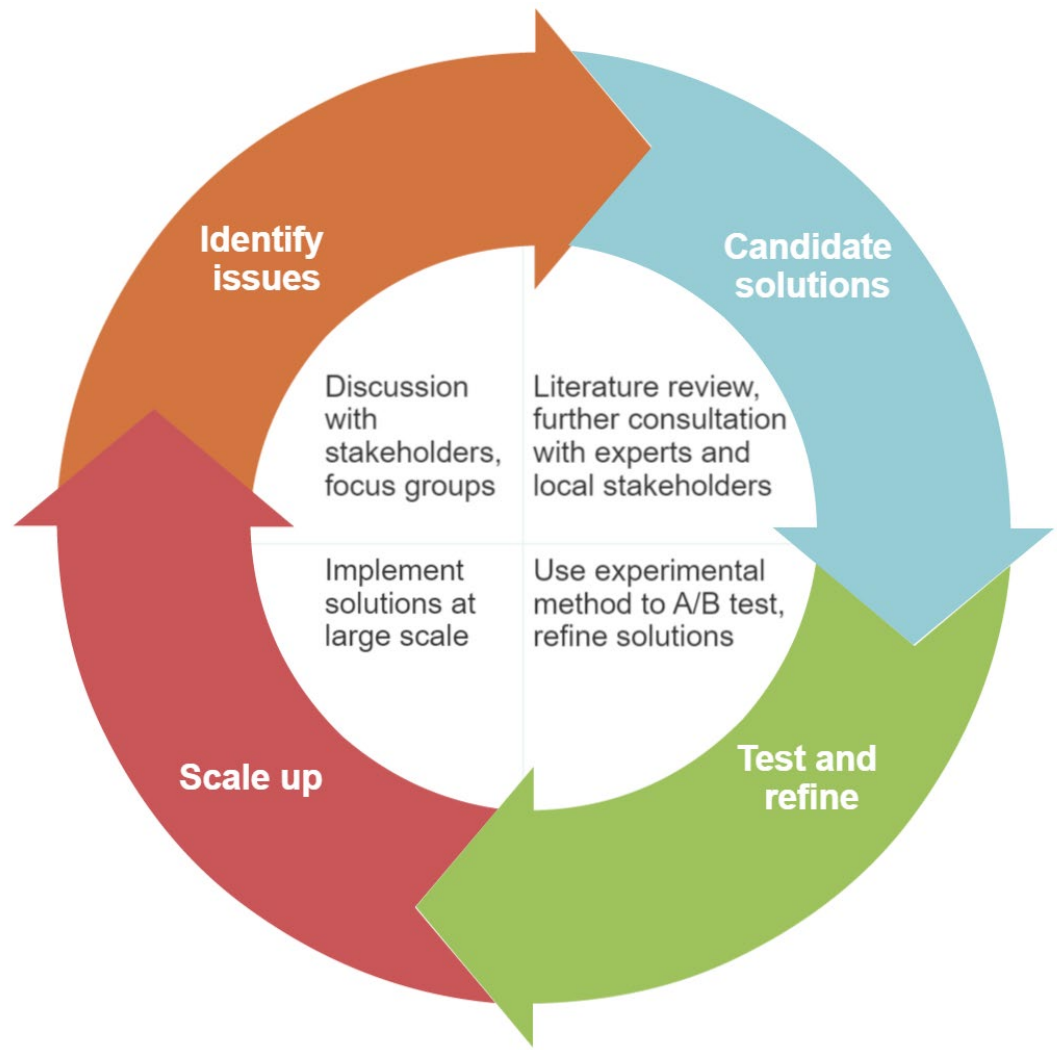 Identify
issues
Candidate
solutions
Discussion
with
stakeholders,
focus groups
Literature review,
further consultation
with experts and
local stakeholders
Implement
solutions at
large scale
Use experimental
method to A/B test,
refine solutions
Scale up
Test and
refine